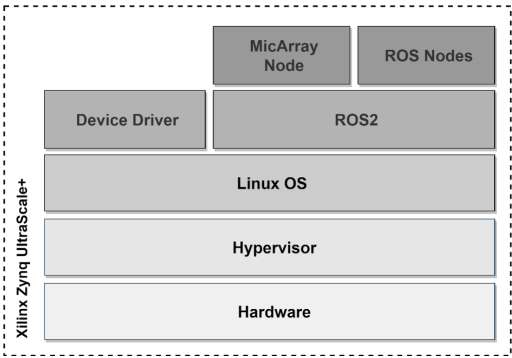 MicArray
Node
ROS Nodes
Device Driver
ROS2
Linux OS
Hypervisor
Hardware
Xilinx Zynq UltraScale+